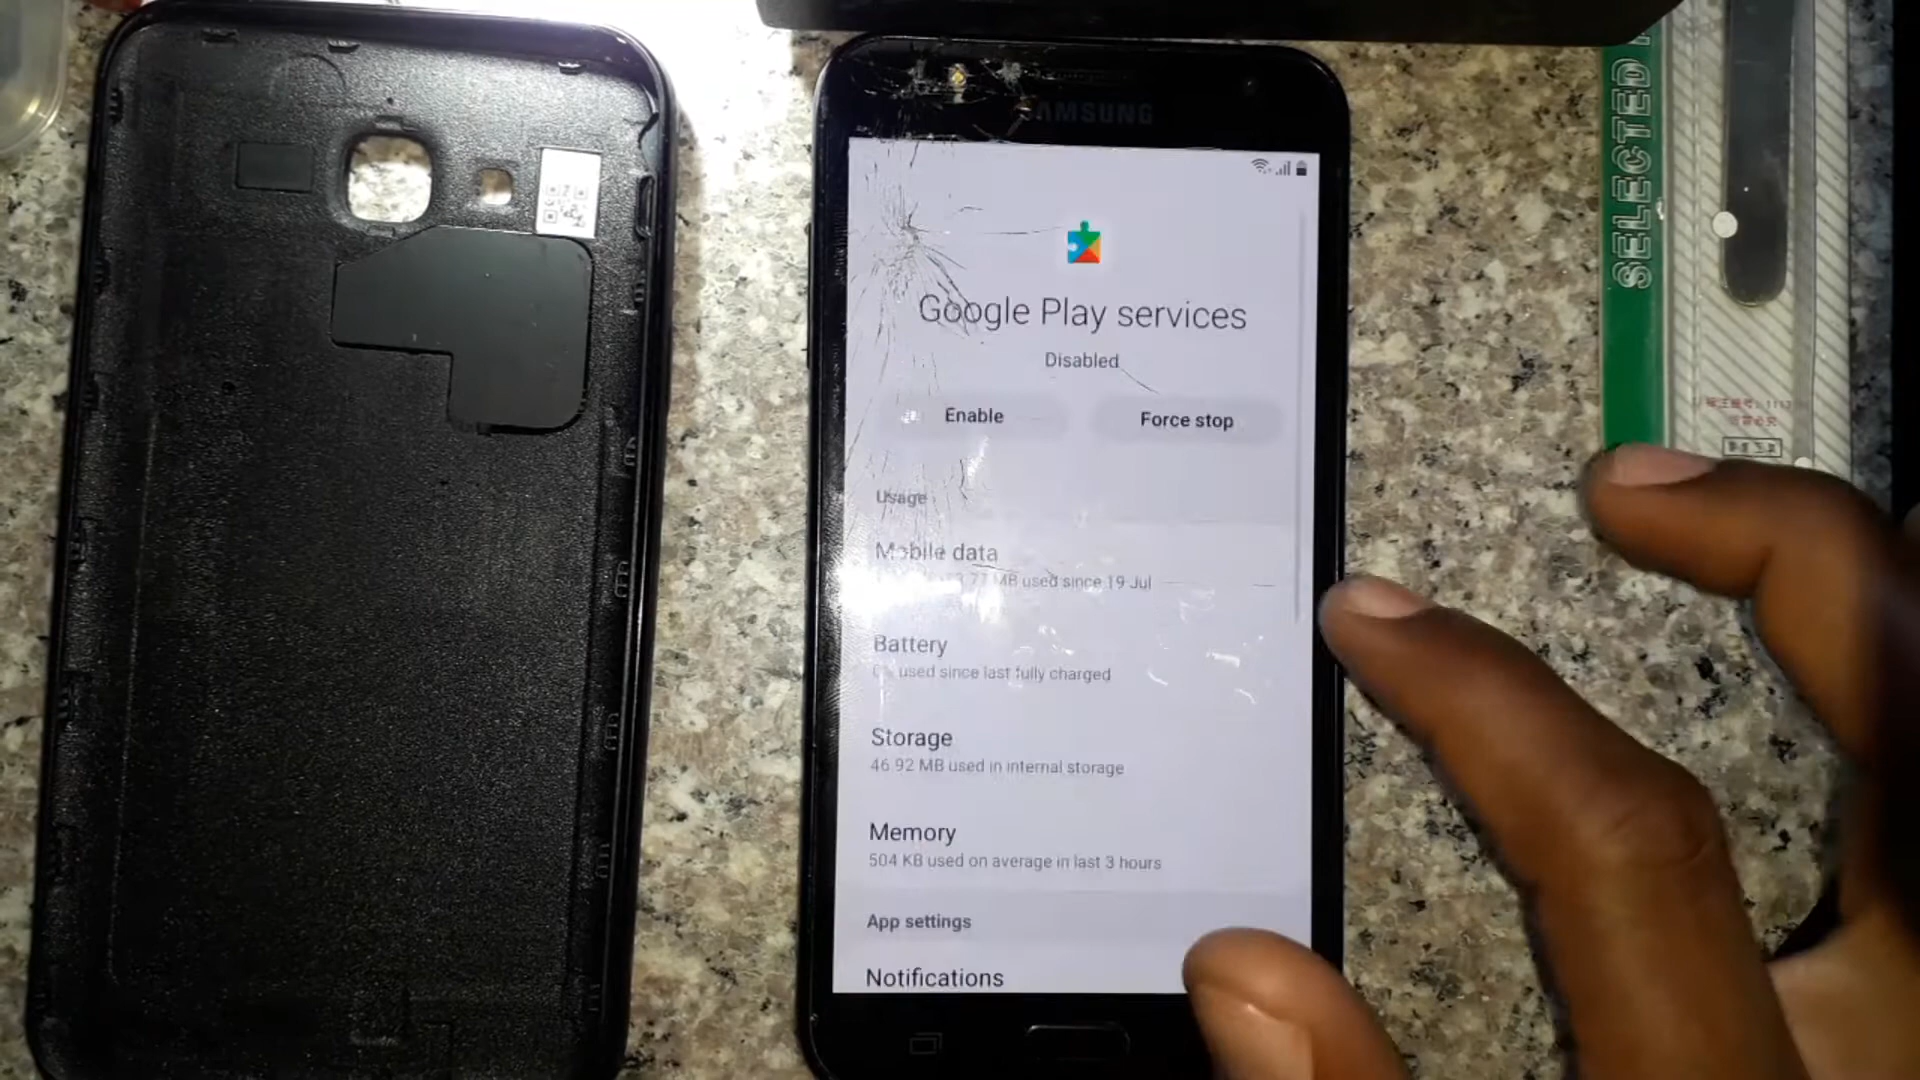 SAMSUNG
Google Play services
Disabled
Enable
Force stop
Usage
Mobile data
MB used since 19 Jul
Battery
used since last fully charged
Storage
46.92 MB used in internal storage
Memory
504 KB used on average in last 3 hours
App settings
Notifications
SELECTED